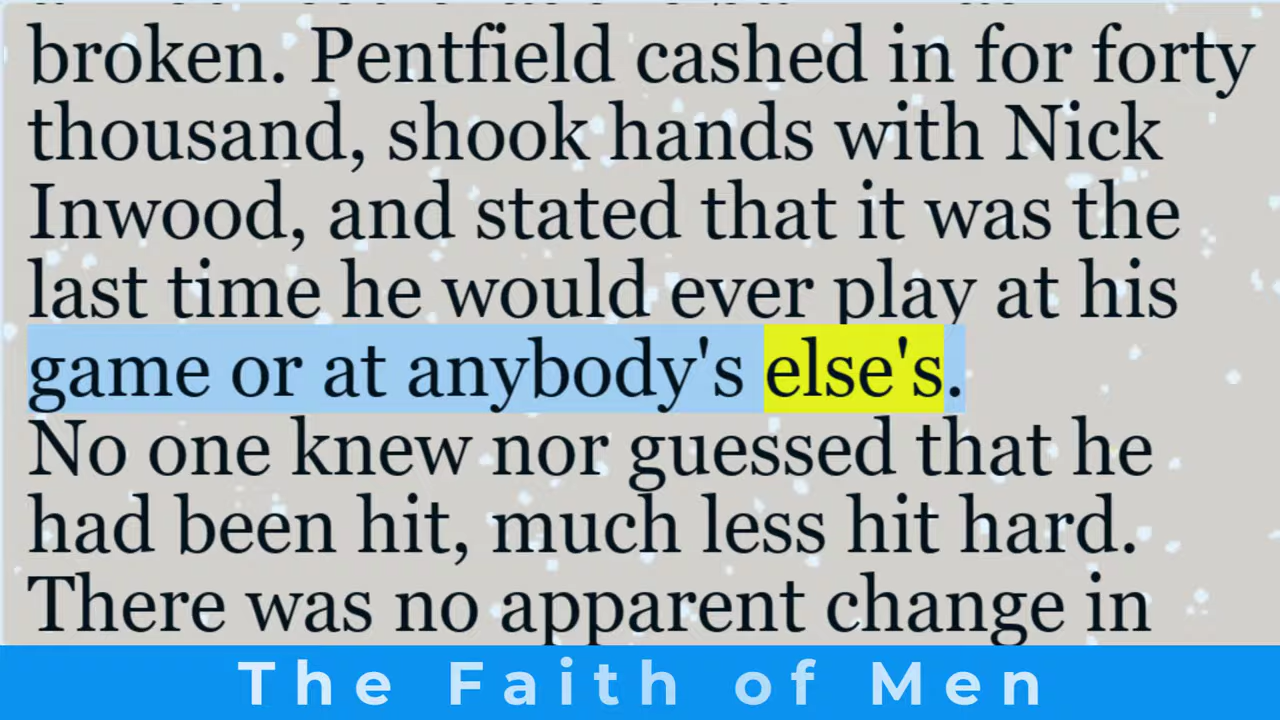 broken. Pentfield cashed in for forty
thousand, shook hands with Nick
Inwood, and stated that it was the
last time he would ever play at his
game or at anybody's else's.
No one knew nor guessed that he
had been hit, much less hit hard.
There was no apparent change in
The Faith of Men